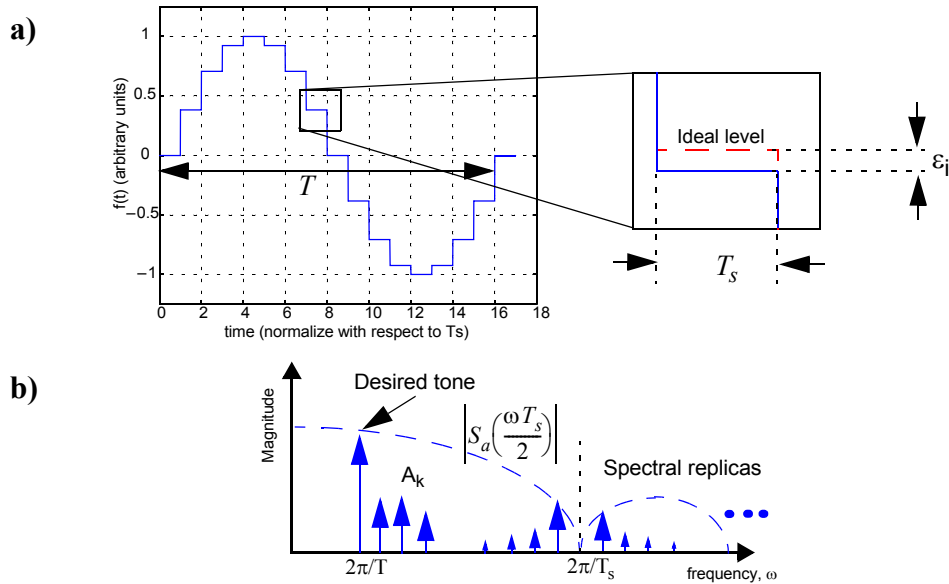 a)
1
0.5
0
−0.5
−1
f(t) (arbitrary units)
T
0 2 4 6 8 10 12 14 16 18
time (normalize with respect to Ts)
Ideal level
εi
Ts
b)
Magnitude
Desired tone
|Sa(ωTs/2)|
Ak
Spectral replicas
2π/T
2π/Ts
frequency, ω